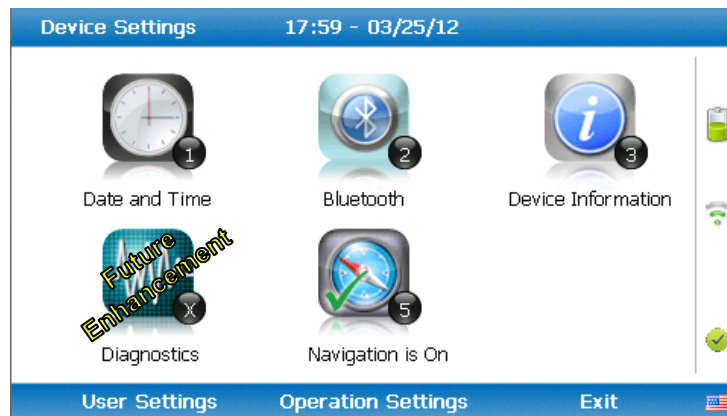 Device Settings 17:59 - 03/25/12
1 2 3
Date and Time Bluetooth Device Information
Future
Enhancement
X 5
Diagnostics Navigation is On
User Settings Operation Settings Exit